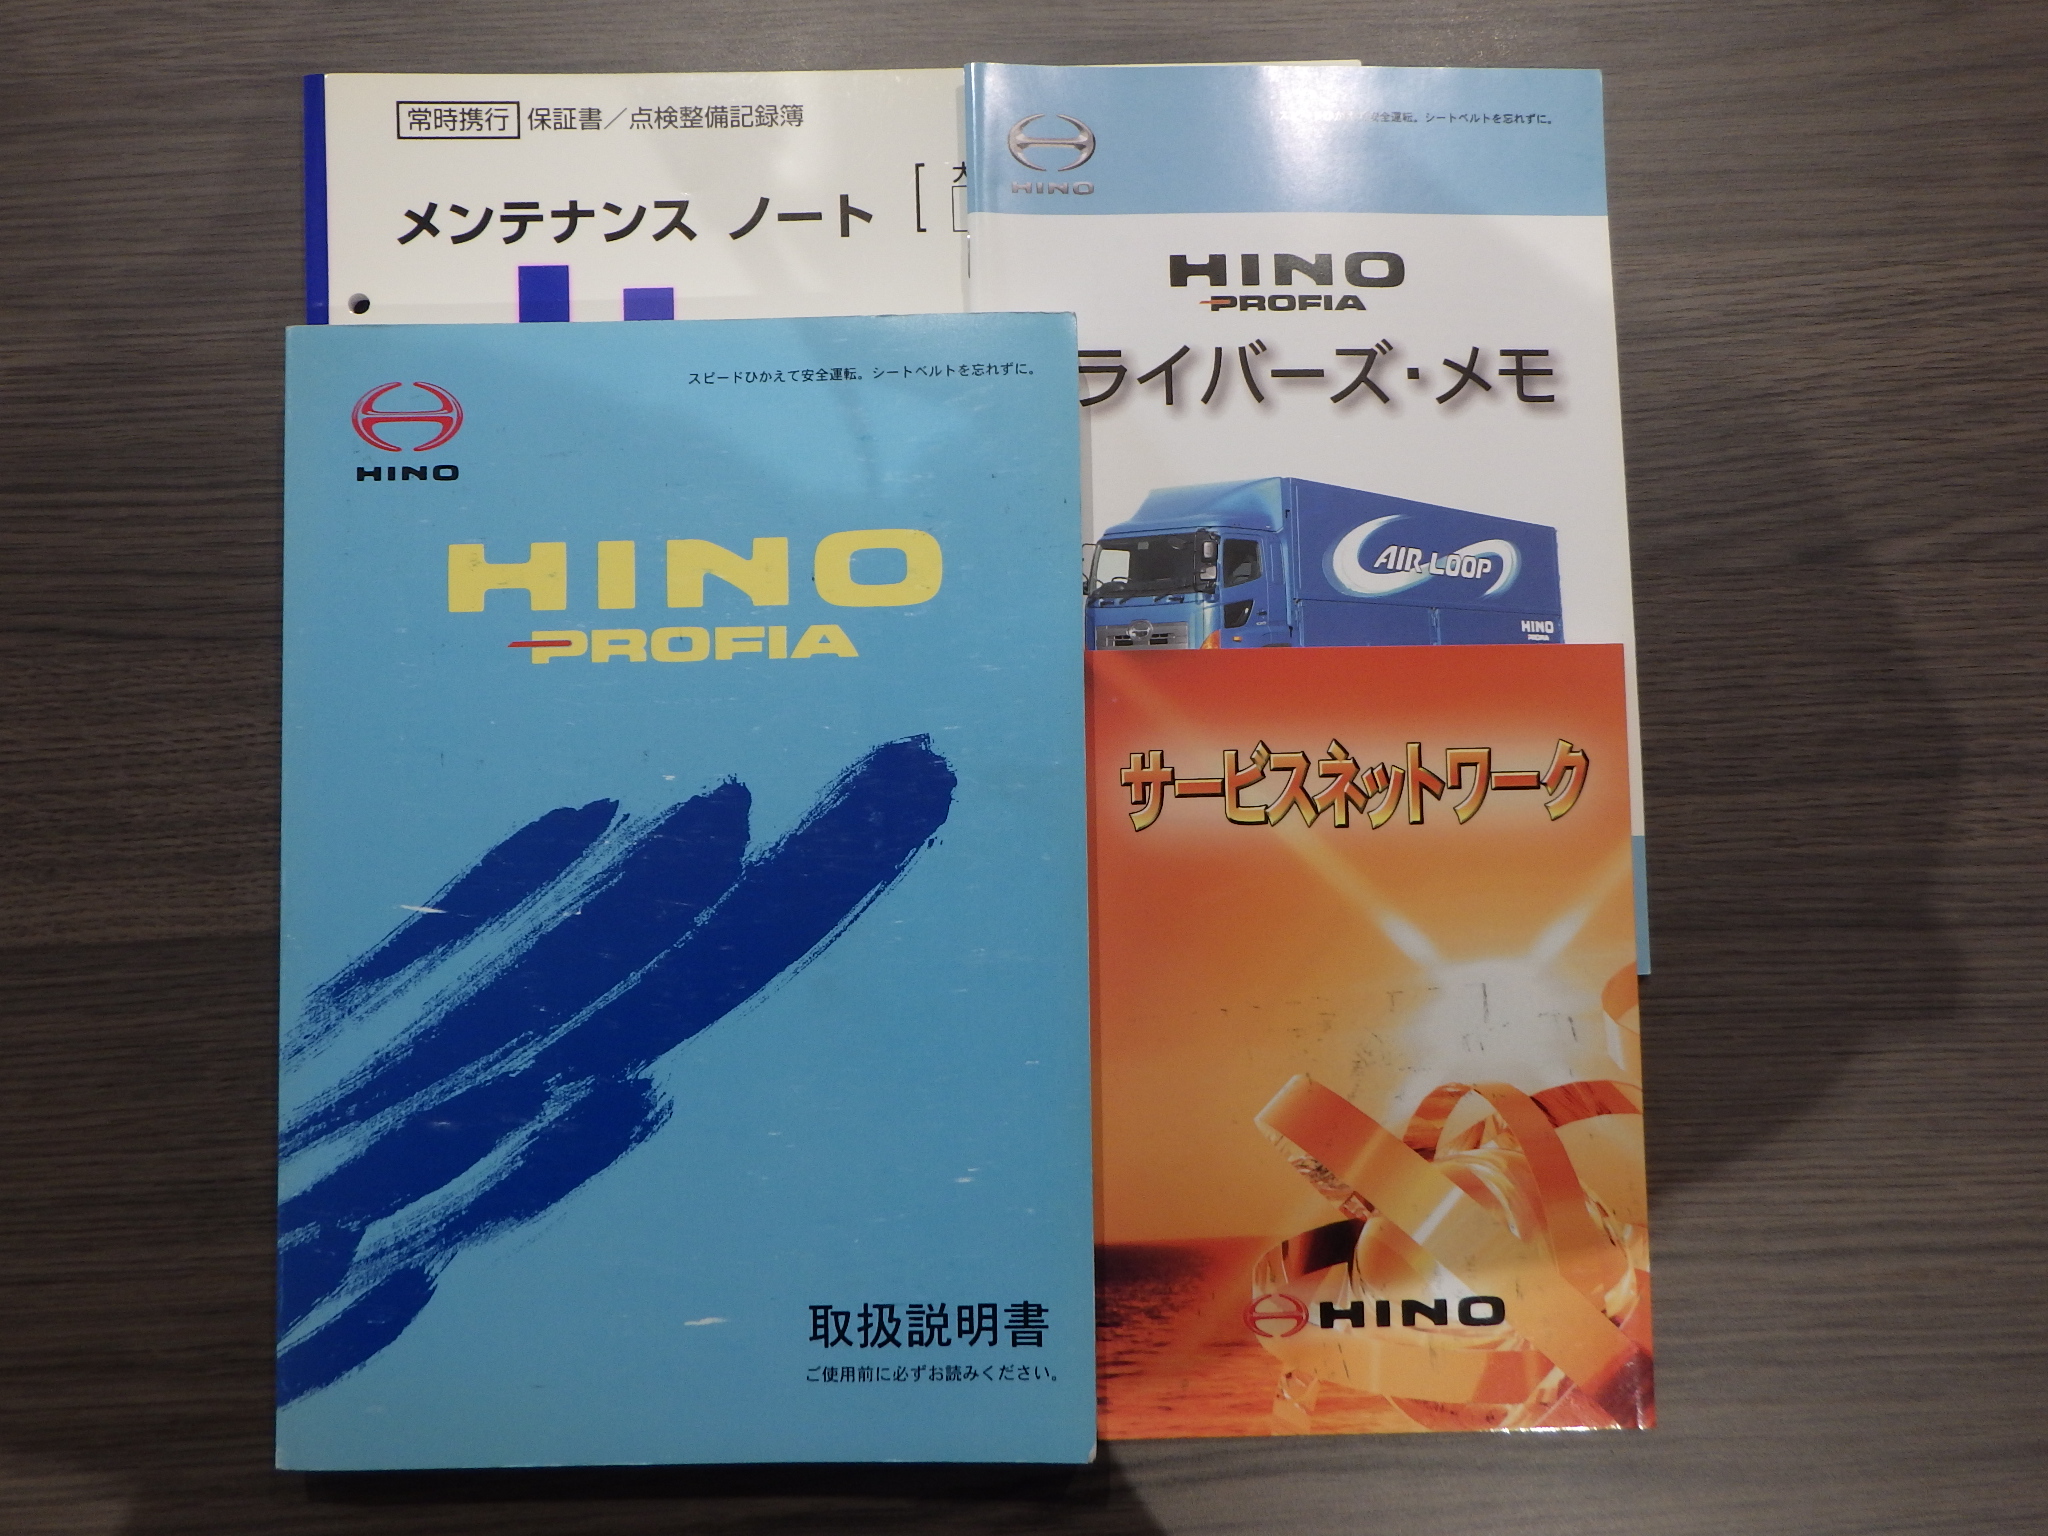 常時携行 保証書／点検整備記録簿
メンテナンス ノート
HINO
安全運転。シートベルトを忘れずに。
HINO
PROFIA
ライバーズ・メモ
AIR LOOP
HINO
PROFIA
スピードひかえて安全運転。シートベルトを忘れずに。
HINO
HINO
PROFIA
取扱説明書
ご使用前に必ずお読みください。
サービスネットワーク
HINO